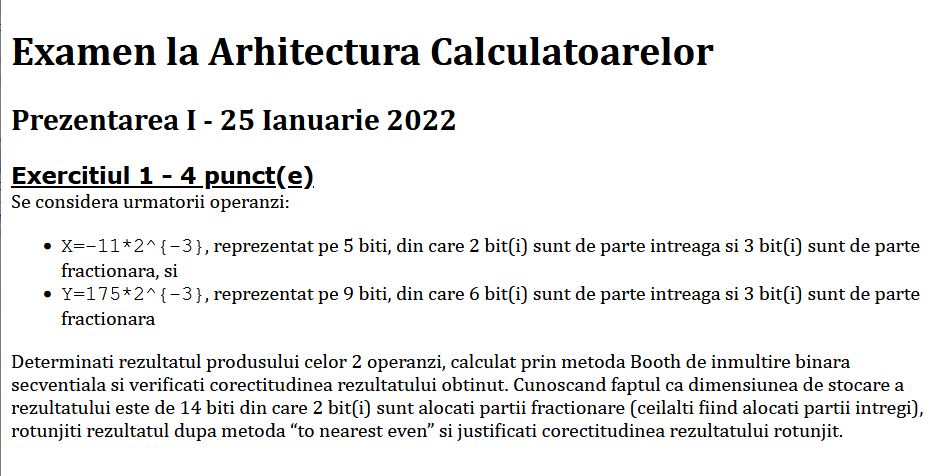 Examen la Arhitectura Calculatoarelor
Prezentarea I - 25 Ianuarie 2022
Exercitiul 1 - 4 punct(e)
Se considera urmatorii operanzi:
• X=-11*2^{-3}, reprezentat pe 5 biti, din care 2 bit(i) sunt de parte intreaga si 3 bit(i) sunt de parte
fractionara, si
• Y=175*2^{-3}, reprezentat pe 9 biti, din care 6 bit(i) sunt de parte intreaga si 3 bit(i) sunt de parte
fractionara
Determinati rezultatul produsului celor 2 operanzi, calculat prin metoda Booth de inmultire binara
secventiala si verificati corectitudinea rezultatului obtinut. Cunoscand faptul ca dimensiunea de stocare a
rezultatului este de 14 biti din care 2 bit(i) sunt alocati partii fractionare (ceilalti fiind alocati partii intregi),
rotunjiti rezultatul dupa metoda “to nearest even” si justificati corectitudinea rezultatului rotunjit.